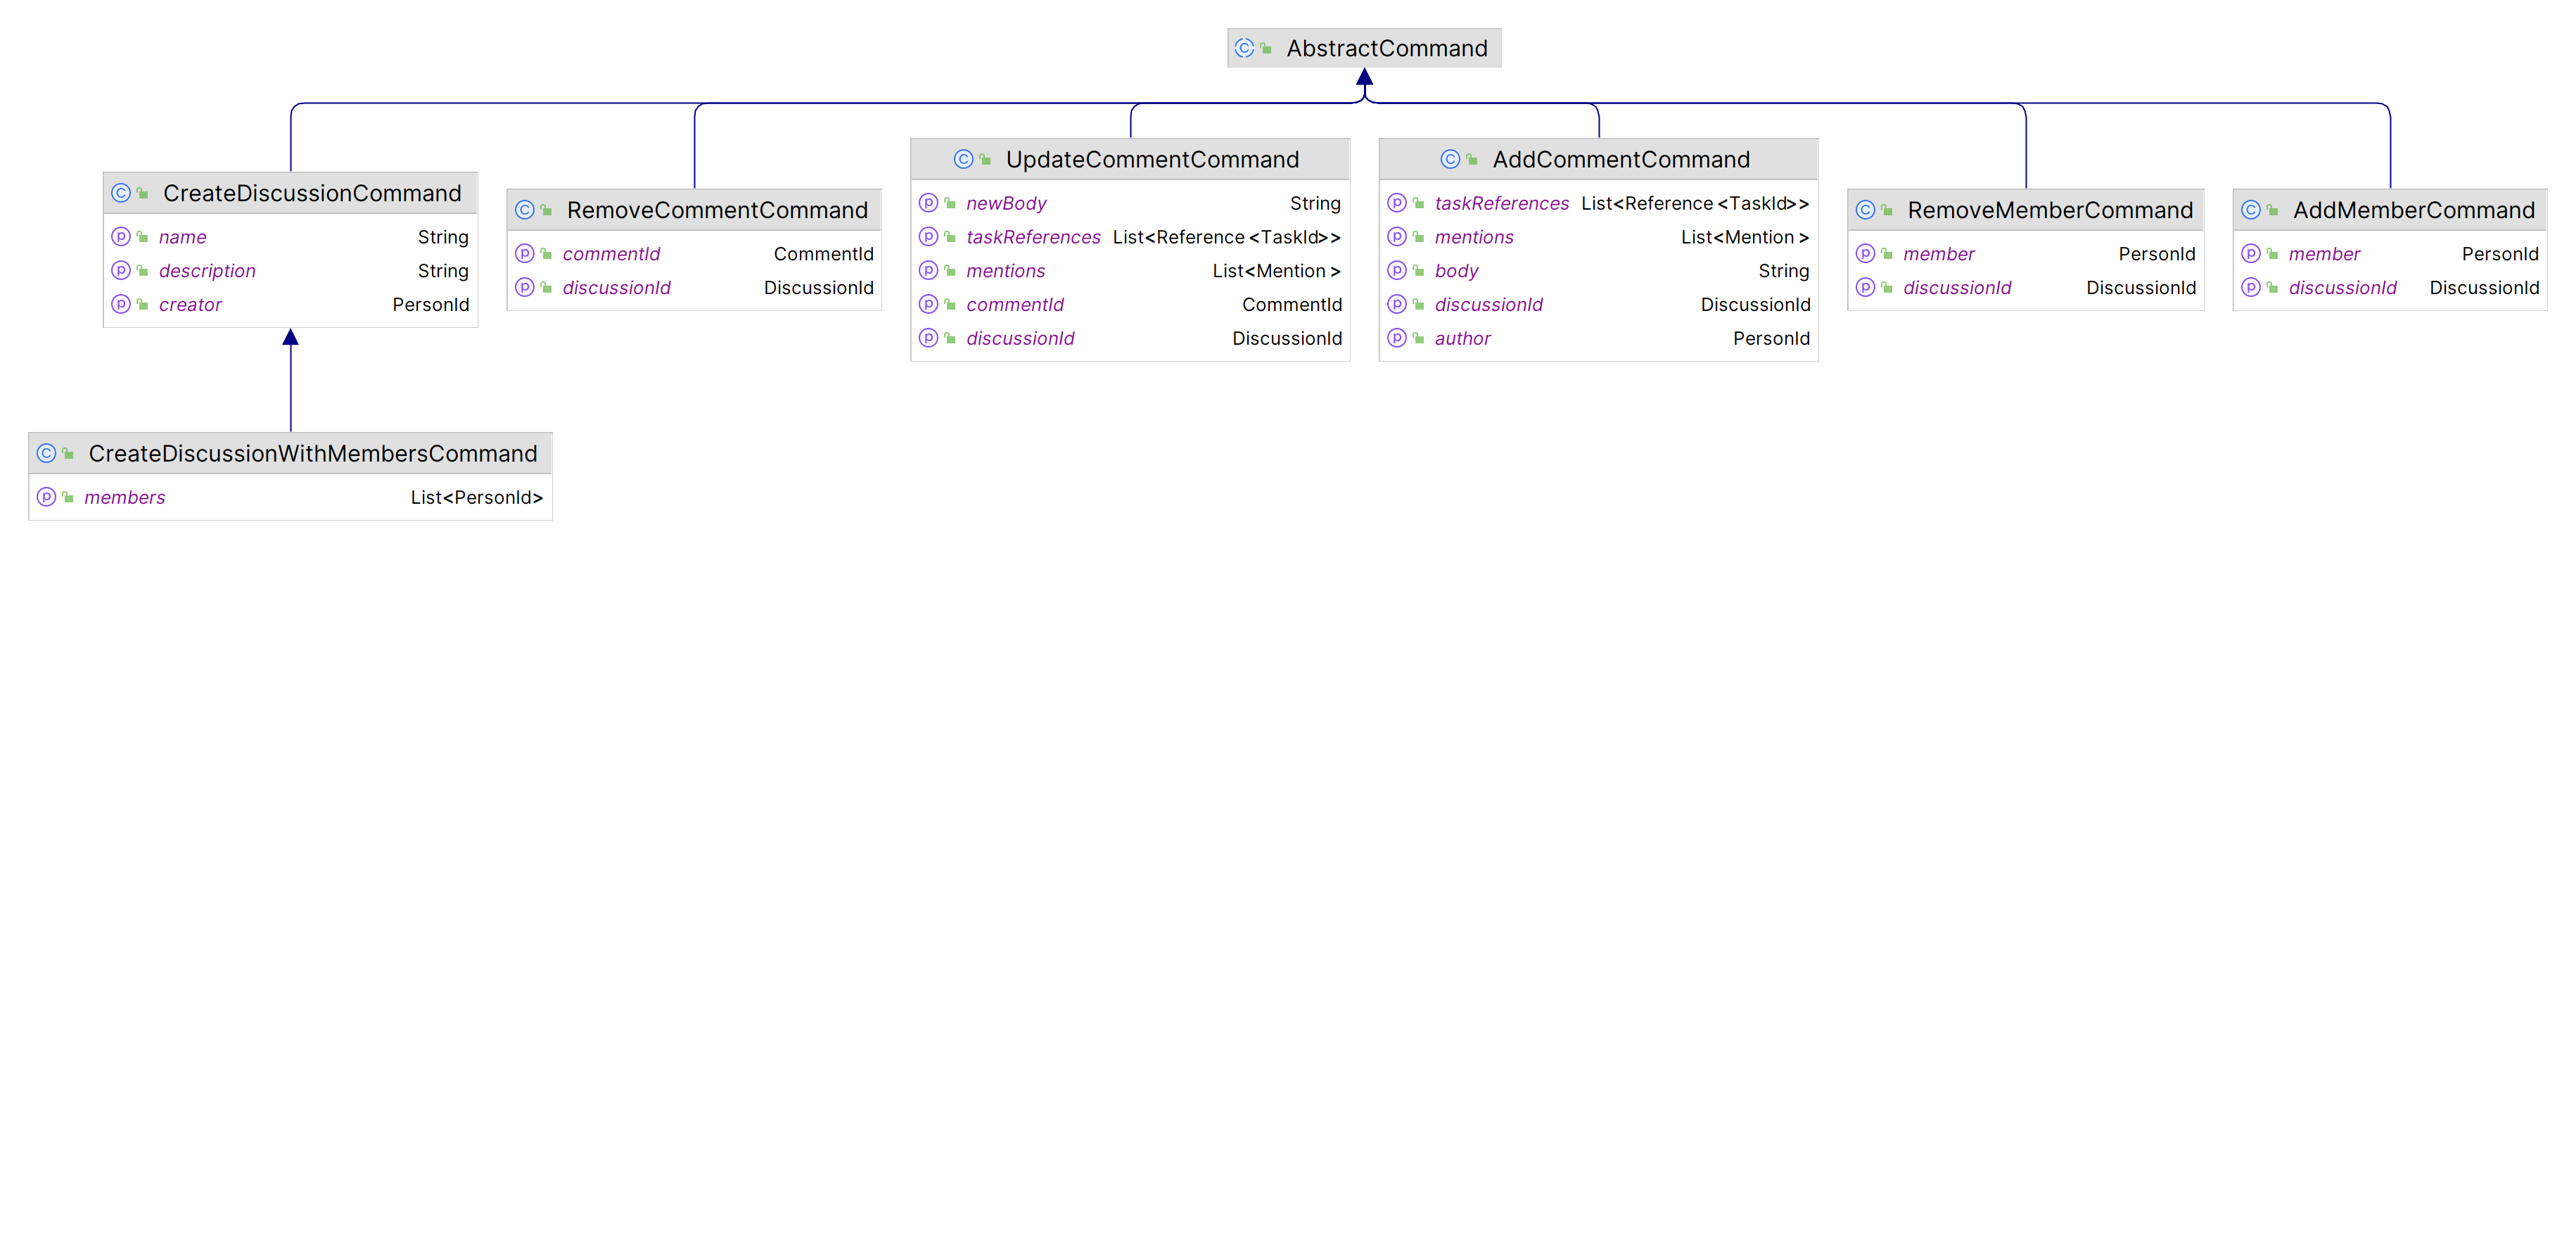 AbstractCommand
CreateDiscussionCommand
name String
description String
creator PersonId
RemoveCommentCommand
commentId CommentId
discussionId DiscussionId
UpdateCommentCommand
newBody String
taskReferences List<Reference <TaskId>>
mentions List<Mention >
commentId CommentId
discussionId DiscussionId
AddCommentCommand
taskReferences List<Reference <TaskId>>
mentions List<Mention >
body String
discussionId DiscussionId
author PersonId
RemoveMemberCommand
member PersonId
discussionId DiscussionId
AddMemberCommand
member PersonId
discussionId DiscussionId
CreateDiscussionWithMembersCommand
members List<PersonId>